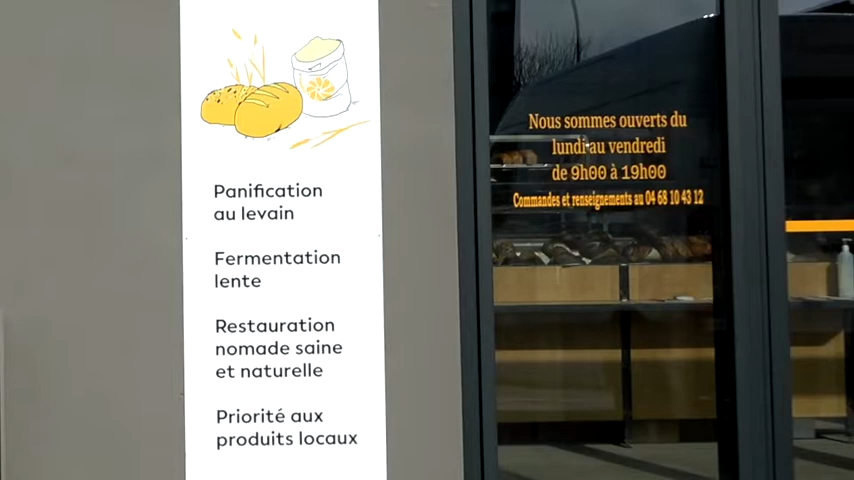 Panification
au levain
Fermentation
lente
Restauration
nomade saine
et naturelle
Priorité aux
produits locaux
Nous sommes ouverts du
lundi au vendredi
de 9h00 à 19h00
Commandes et renseignements au 04 68 10 43 12